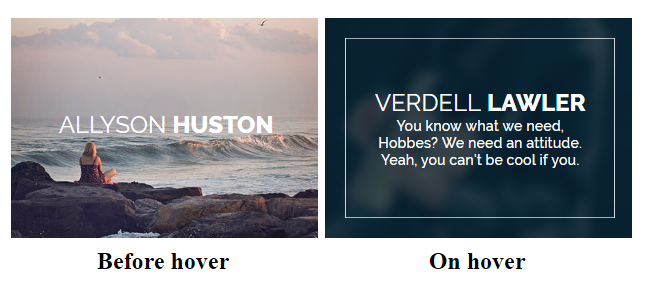 ALLYSON HUSTON
VERDELL LAWLER
You know what we need,
Hobbes? We need an attitude.
Yeah, you can't be cool if you.
Before hover
On hover